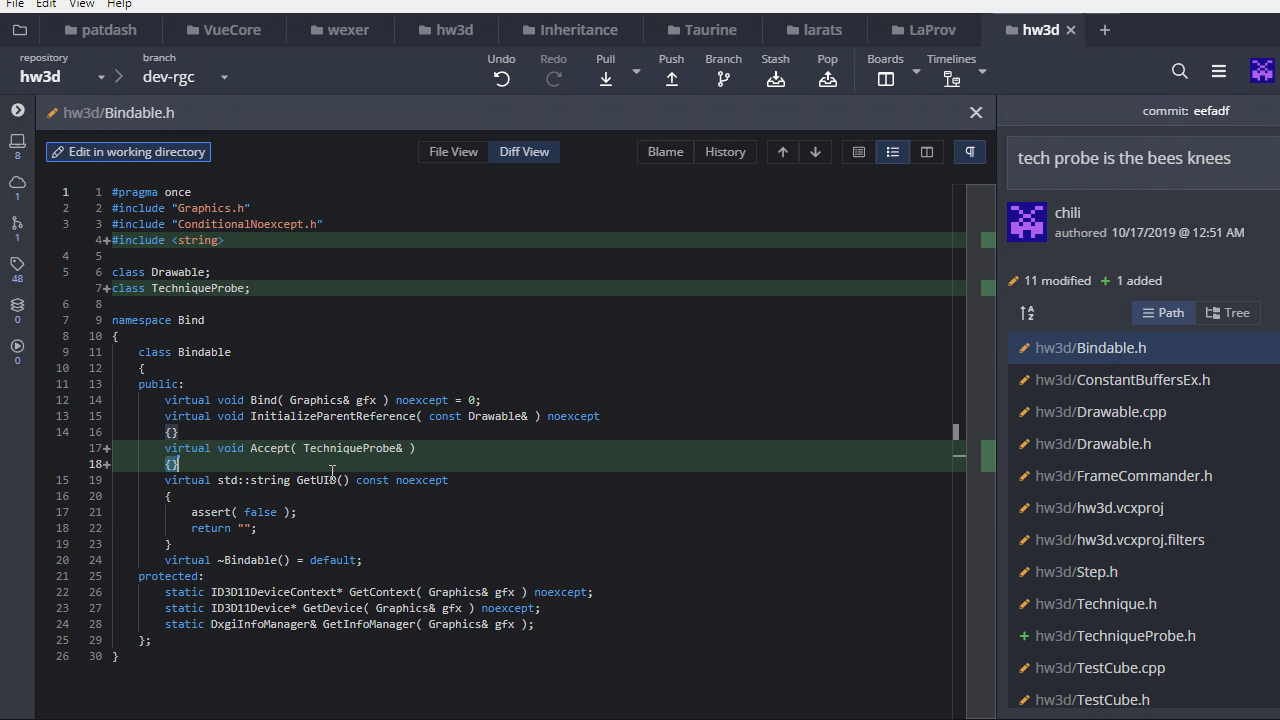 File Edit View Help
patdash VueCore wexer hw3d Inheritance Taurine larats LaProv hw3d
repository branch Undo Redo Pull Push Branch Stash Pop Boards Timelines
hw3d dev-rgc
commit: eefadf
hw3d/Bindable.h
Edit in working directory File View Diff View Blame History
tech probe is the bees knees
chili
authored 10/17/2019 @ 12:51 AM
11 modified + 1 added
Path Tree
8
1
1
48
0
0
1 1 #pragma once
2 2 #include "Graphics.h"
3 3 #include "ConditionalNoexcept.h"
4+ #include <string>
4 5
5 6 class Drawable;
7+ class TechniqueProbe;
6 8
7 9 namespace Bind
8 10 {
9 11 class Bindable
10 12 {
11 13 public:
12 14 virtual void Bind( Graphics& gfx ) noexcept = 0;
13 15 virtual void InitializeParentReference( const Drawable& ) noexcept
14 16 {}
17+ virtual void Accept( TechniqueProbe& )
18+ {}
15 19 virtual std::string GetUID() const noexcept
16 20 {
17 21 assert( false );
18 22 return "";
19 23 }
20 24 virtual ~Bindable() = default;
21 25 protected:
22 26 static ID3D11DeviceContext* GetContext( Graphics& gfx ) noexcept;
23 27 static ID3D11Device* GetDevice( Graphics& gfx ) noexcept;
24 28 static DxgiInfoManager& GetInfoManager( Graphics& gfx );
25 29 };
26 30 }
hw3d/Bindable.h
hw3d/ConstantBuffersEx.h
hw3d/Drawable.cpp
hw3d/Drawable.h
hw3d/FrameCommander.h
hw3d/hw3d.vcxproj
hw3d/hw3d.vcxproj.filters
hw3d/Step.h
hw3d/Technique.h
+ hw3d/TechniqueProbe.h
hw3d/TestCube.cpp
hw3d/TestCube.h